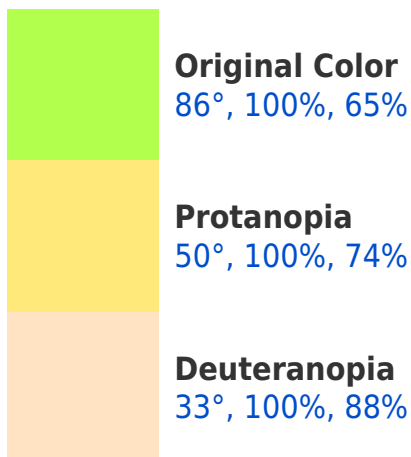 Original Color
86°, 100%, 65%
Protanopia
50°, 100%, 74%
Deuteranopia
33°, 100%, 88%